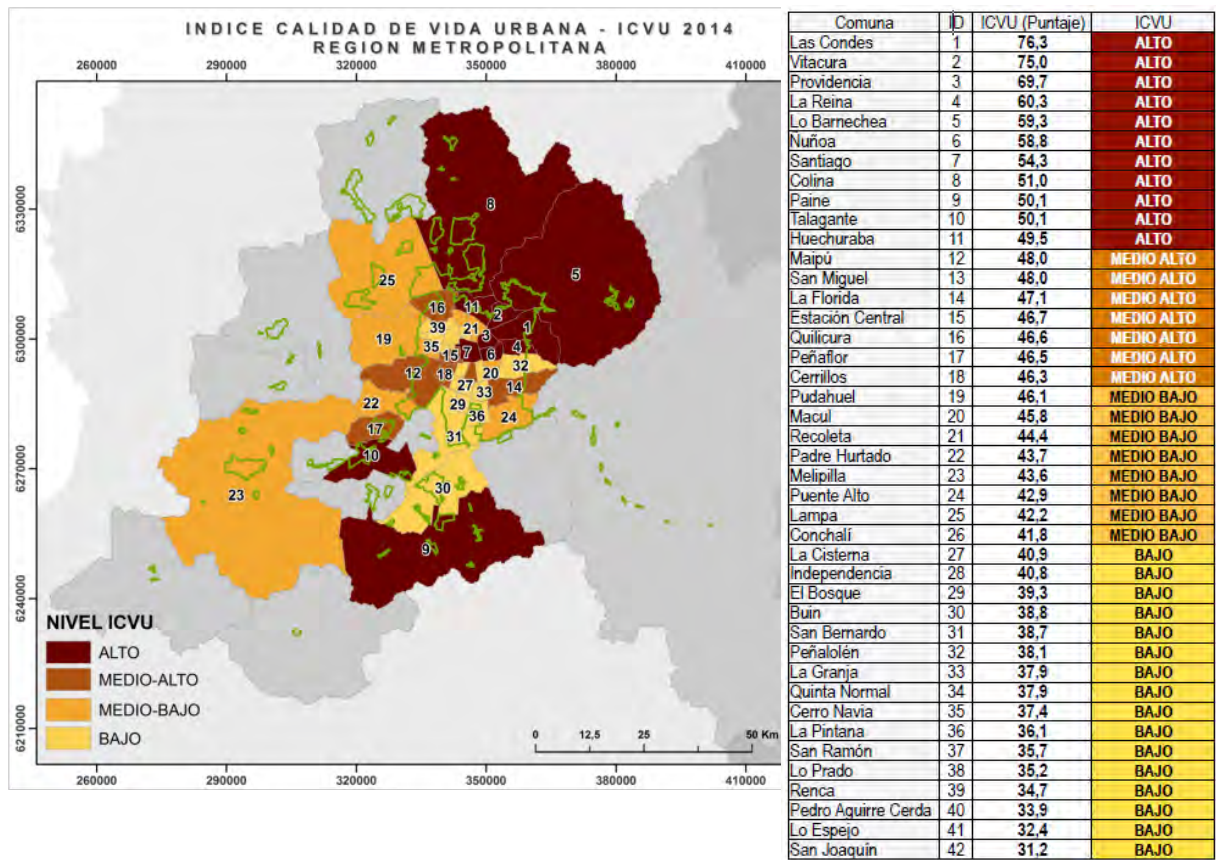 INDICE CALIDAD DE VIDA URBANA - ICVU 2014
REGION METROPOLITANA
260000 290000 320000 350000 380000 410000
6330000
6300000
6270000
6240000
6210000
8
5
25
16
11
2
1
39
21
3
19
35
15
7
6
4
32
12
18
20
27
14
33
22
29
36
24
17
31
10
30
23
9
NIVEL ICVU
ALTO
MEDIO-ALTO
MEDIO-BAJO
BAJO
0 12,5 25 50 Km
260000 290000 320000 350000 380000 410000
Comuna ID ICVU (Puntaje) ICVU
Las Condes 1 76,3 ALTO
Vitacura 2 75,0 ALTO
Providencia 3 69,7 ALTO
La Reina 4 60,3 ALTO
Lo Barnechea 5 59,3 ALTO
Nuñoa 6 58,8 ALTO
Santiago 7 54,3 ALTO
Colina 8 51,0 ALTO
Paine 9 50,1 ALTO
Talagante 10 50,1 ALTO
Huechuraba 11 49,5 ALTO
Maipú 12 48,0 MEDIO ALTO
San Miguel 13 48,0 MEDIO ALTO
La Florida 14 47,1 MEDIO ALTO
Estación Central 15 46,7 MEDIO ALTO
Quilicura 16 46,6 MEDIO ALTO
Peñaflor 17 46,5 MEDIO ALTO
Cerrillos 18 46,3 MEDIO ALTO
Pudahuel 19 46,1 MEDIO BAJO
Macul 20 45,8 MEDIO BAJO
Recoleta 21 44,4 MEDIO BAJO
Padre Hurtado 22 43,7 MEDIO BAJO
Melipilla 23 43,6 MEDIO BAJO
Puente Alto 24 42,9 MEDIO BAJO
Lampa 25 42,2 MEDIO BAJO
Conchalí 26 41,8 MEDIO BAJO
La Cisterna 27 40,9 BAJO
Independencia 28 40,8 BAJO
El Bosque 29 39,3 BAJO
Buin 30 38,8 BAJO
San Bernardo 31 38,7 BAJO
Peñalolén 32 38,1 BAJO
La Granja 33 37,9 BAJO
Quinta Normal 34 37,9 BAJO
Cerro Navia 35 37,4 BAJO
La Pintana 36 36,1 BAJO
San Ramón 37 35,7 BAJO
Lo Prado 38 35,2 BAJO
Renca 39 34,7 BAJO
Pedro Aguirre Cerda 40 33,9 BAJO
Lo Espejo 41 32,4 BAJO
San Joaquín 42 31,2 BAJO